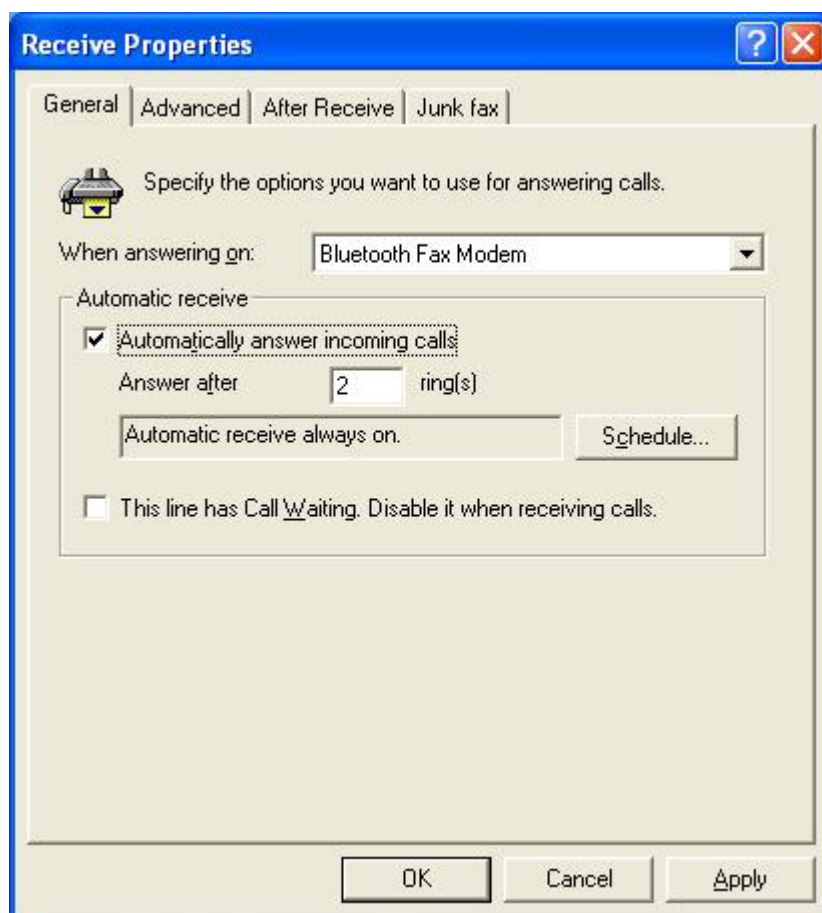 Receive Properties
General Advanced After Receive Junk fax
Specify the options you want to use for answering calls.
When answering on: Bluetooth Fax Modem
Automatic receive
Automatically answer incoming calls
Answer after 2 ring(s)
Automatic receive always on. Schedule...
This line has Call Waiting. Disable it when receiving calls.
OK Cancel Apply